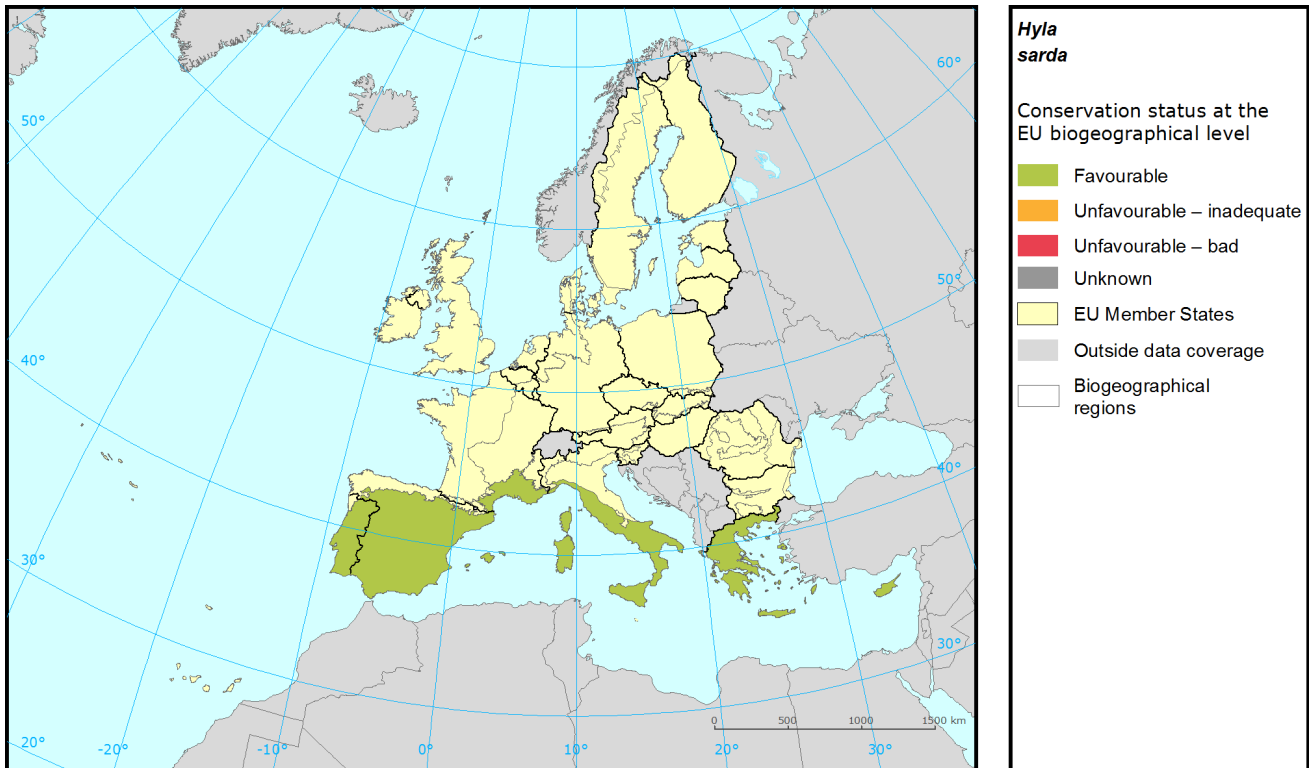 Hyla
sarda
Conservation status at the
EU biogeographical level
Favourable
Unfavourable – inadequate
Unfavourable – bad
Unknown
EU Member States
Outside data coverage
Biogeographical
regions
60°
50°
50°
40°
40°
30°
30°
20°
-20°
-10°
0°
10°
20°
30°
0 500 1000 1500 km